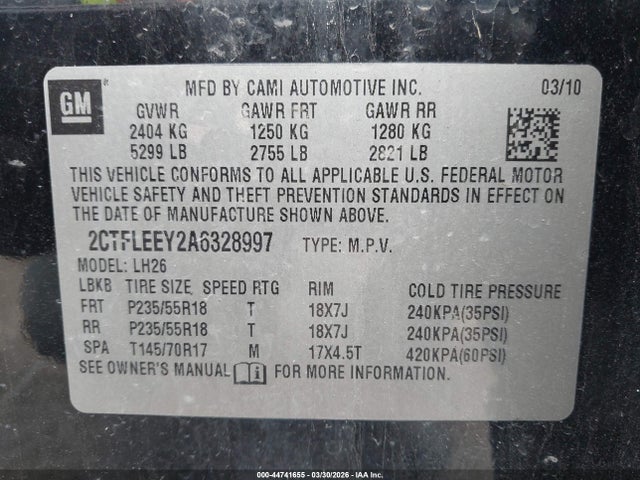 GM
MFD BY CAMI AUTOMOTIVE INC. 03/10
GVWR GAWR FRT GAWR RR
2404 KG 1250 KG 1280 KG
5299 LB 2755 LB 2821 LB
THIS VEHICLE CONFORMS TO ALL APPLICABLE U.S. FEDERAL MOTOR
VEHICLE SAFETY AND THEFT PREVENTION STANDARDS IN EFFECT ON
THE DATE OF MANUFACTURE SHOWN ABOVE.
2CTFLEEY2A6328997 TYPE: M.P.V.
MODEL: LH26
LBKB TIRE SIZE SPEED RTG RIM COLD TIRE PRESSURE
FRT P235/55R18 T 18X7J 240KPA(35PSI)
RR P235/55R18 T 18X7J 240KPA(35PSI)
SPA T145/70R17 M 17X4.5T 420KPA(60PSI)
SEE OWNER'S MANUAL i FOR MORE INFORMATION.
000-44741655 — 03/30/2026 — IAA Inc.